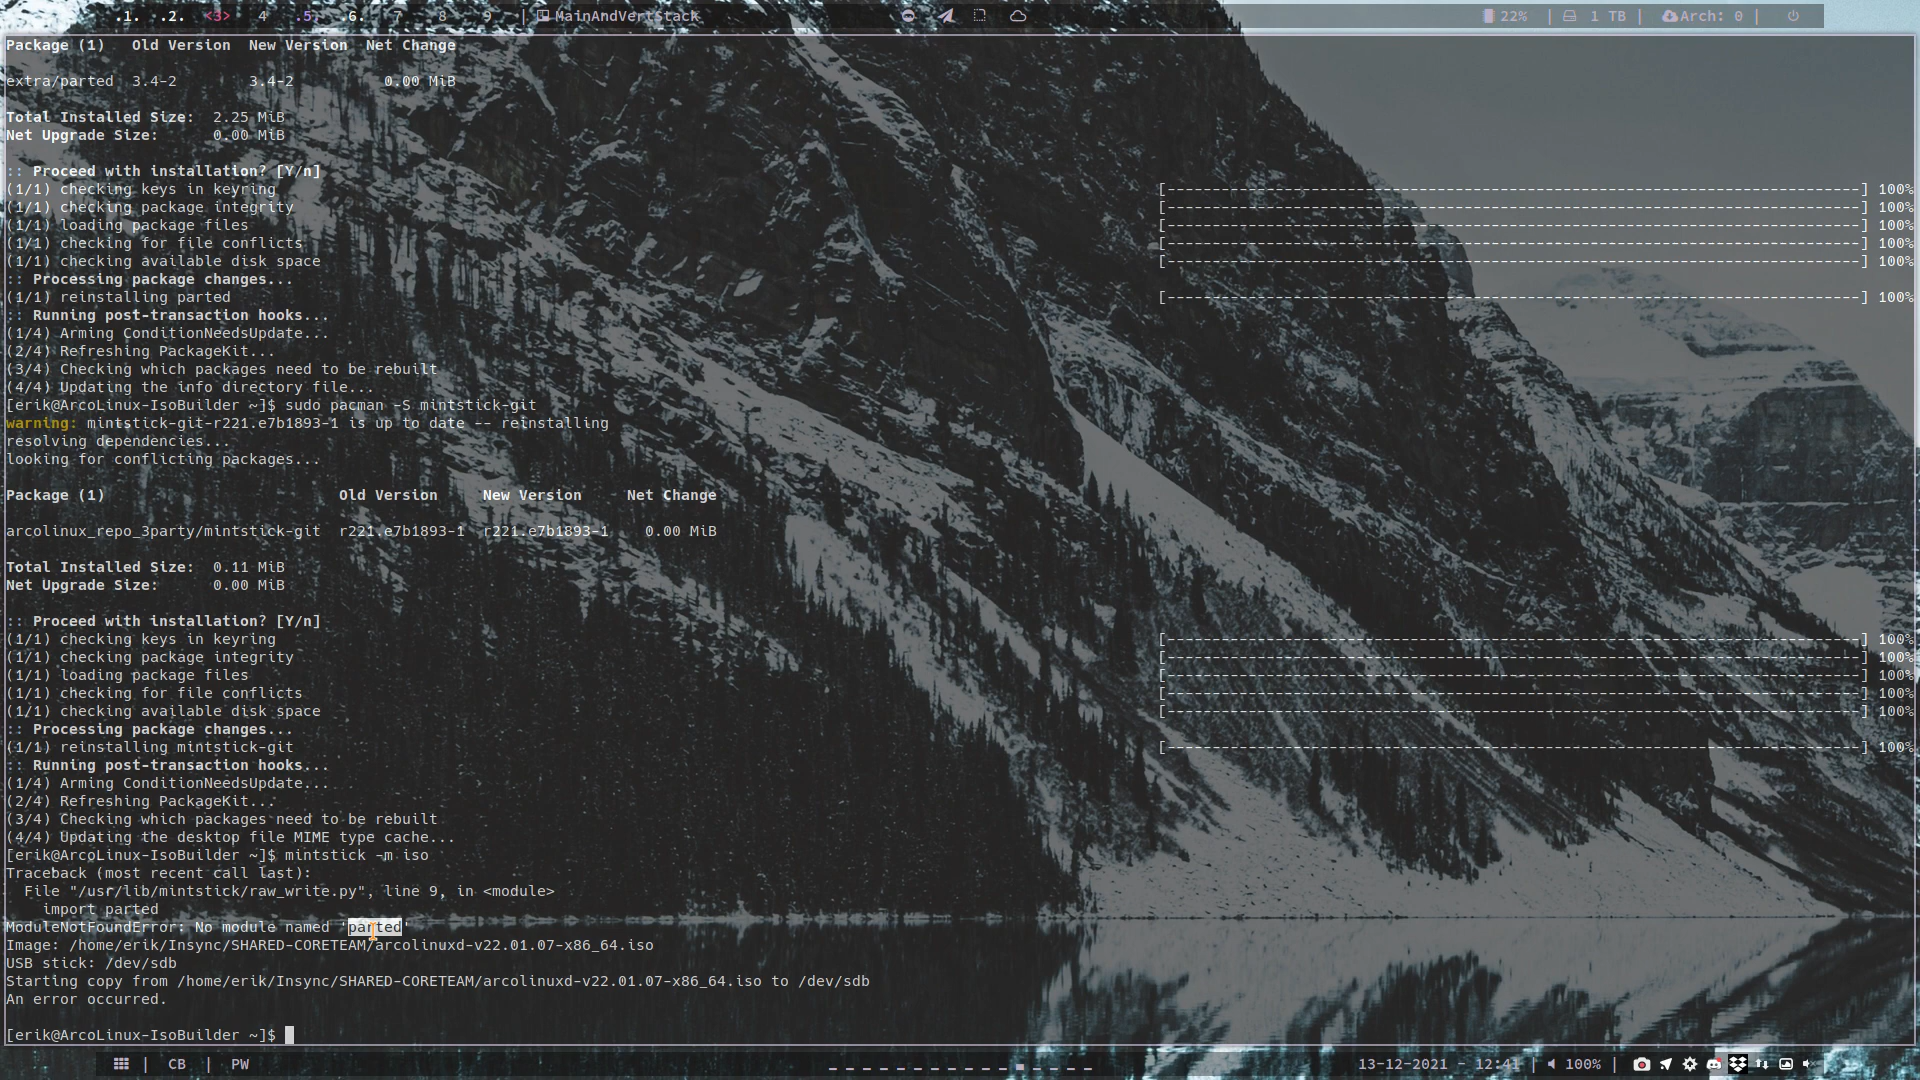 .1. .2. <3> 4 .5. .6. 7 8 9 | MainAndVertStack 22% | 1 TB | Arch: 0 |
Package (1) Old Version New Version Net Change
extra/parted 3.4-2 3.4-2 0.00 MiB
Total Installed Size: 2.25 MiB
Net Upgrade Size: 0.00 MiB
:: Proceed with installation? [Y/n]
(1/1) checking keys in keyring [----------------------------------------------------------------------------] 100%
(1/1) checking package integrity [----------------------------------------------------------------------------] 100%
(1/1) loading package files [----------------------------------------------------------------------------] 100%
(1/1) checking for file conflicts [----------------------------------------------------------------------------] 100%
(1/1) checking available disk space [----------------------------------------------------------------------------] 100%
:: Processing package changes...
(1/1) reinstalling parted [----------------------------------------------------------------------------] 100%
:: Running post-transaction hooks...
(1/4) Arming ConditionNeedsUpdate...
(2/4) Refreshing PackageKit...
(3/4) Checking which packages need to be rebuilt
(4/4) Updating the info directory file...
[erik@ArcoLinux-IsoBuilder ~]$ sudo pacman -S mintstick-git
warning: mintstick-git-r221.e7b1893-1 is up to date -- reinstalling
resolving dependencies...
looking for conflicting packages...
Package (1) Old Version New Version Net Change
arcolinux_repo_3party/mintstick-git r221.e7b1893-1 r221.e7b1893-1 0.00 MiB
Total Installed Size: 0.11 MiB
Net Upgrade Size: 0.00 MiB
:: Proceed with installation? [Y/n]
(1/1) checking keys in keyring [----------------------------------------------------------------------------] 100%
(1/1) checking package integrity [----------------------------------------------------------------------------] 100%
(1/1) loading package files [----------------------------------------------------------------------------] 100%
(1/1) checking for file conflicts [----------------------------------------------------------------------------] 100%
(1/1) checking available disk space [----------------------------------------------------------------------------] 100%
:: Processing package changes...
(1/1) reinstalling mintstick-git [----------------------------------------------------------------------------] 100%
:: Running post-transaction hooks...
(1/4) Arming ConditionNeedsUpdate...
(2/4) Refreshing PackageKit...
(3/4) Checking which packages need to be rebuilt
(4/4) Updating the desktop file MIME type cache...
[erik@ArcoLinux-IsoBuilder ~]$ mintstick -m iso
Traceback (most recent call last):
File "/usr/lib/mintstick/raw_write.py", line 9, in <module>
import parted
ModuleNotFoundError: No module named 'parted'
Image: /home/erik/Insync/SHARED-CORETEAM/arcolinuxd-v22.01.07-x86_64.iso
USB stick: /dev/sdb
Starting copy from /home/erik/Insync/SHARED-CORETEAM/arcolinuxd-v22.01.07-x86_64.iso to /dev/sdb
An error occurred.
[erik@ArcoLinux-IsoBuilder ~]$
| CB | PW 13-12-2021 - 12:41 | 100% |